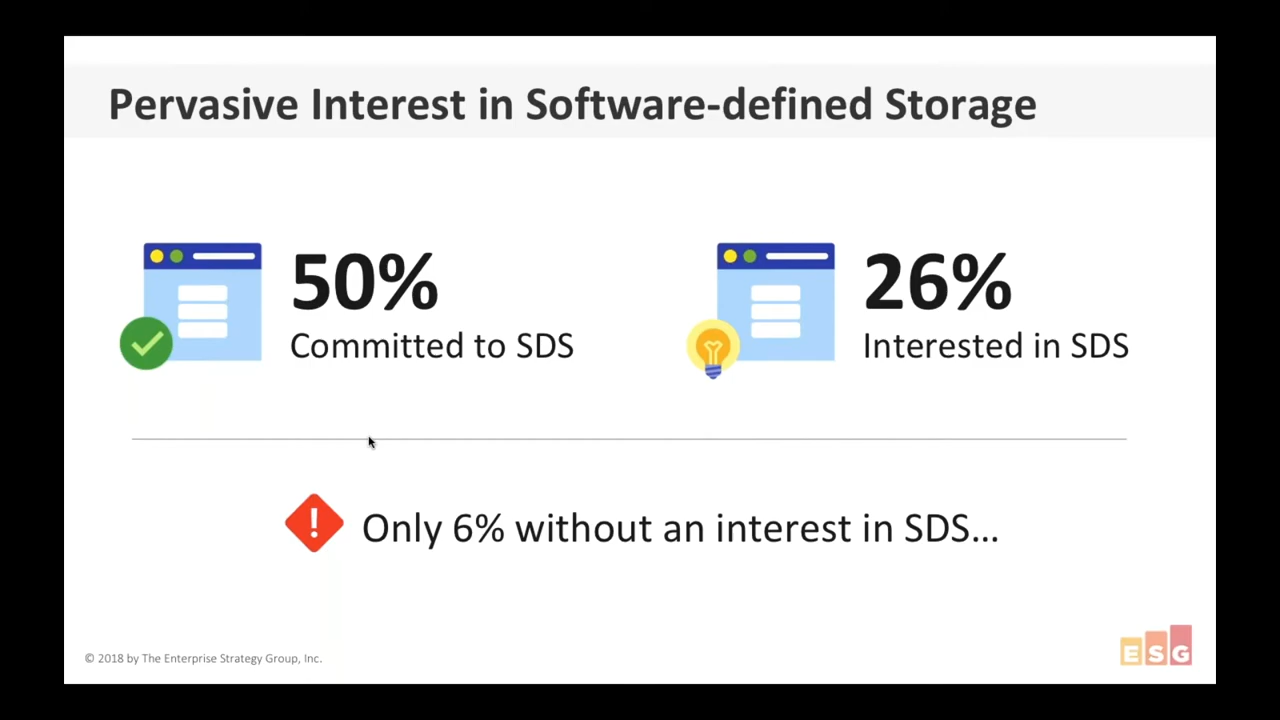 Pervasive Interest in Software-defined Storage
50%
Committed to SDS
26%
Interested in SDS
! Only 6% without an interest in SDS...
© 2018 by The Enterprise Strategy Group, Inc.
ESG